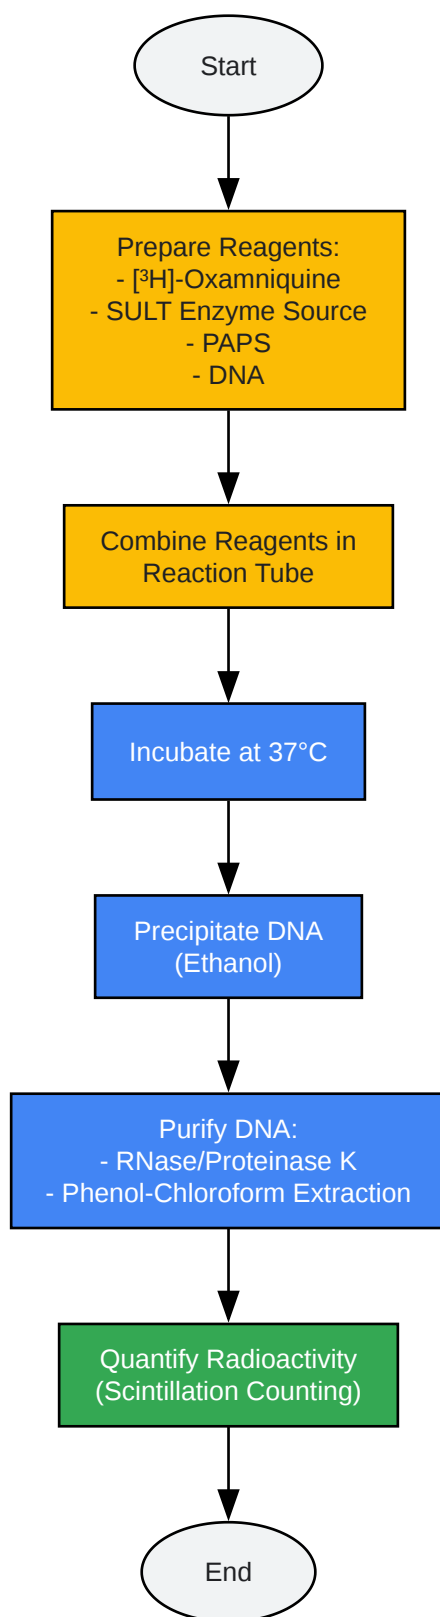 Start
Prepare Reagents:
- [³H]-Oxamniquine
- SULT Enzyme Source
- PAPS
- DNA
Combine Reagents in
Reaction Tube
Incubate at 37°C
Precipitate DNA
(Ethanol)
Purify DNA:
- RNase/Proteinase K
- Phenol-Chloroform Extraction
Quantify Radioactivity
(Scintillation Counting)
End